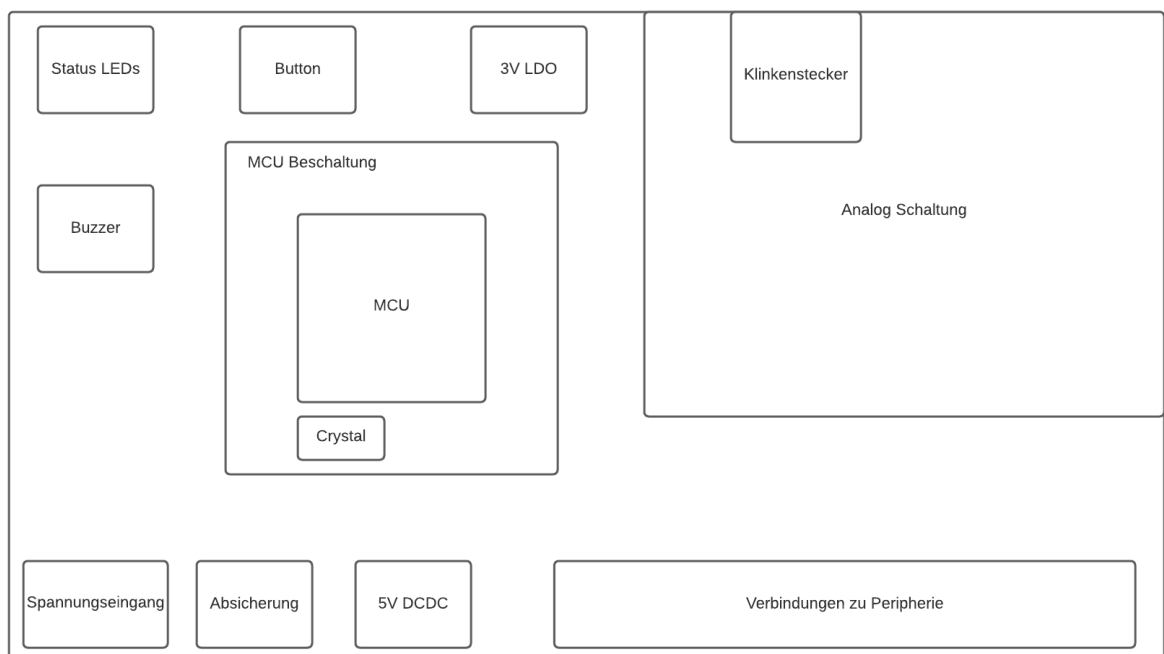 Status LEDs
Button
3V LDO
Klinkenstecker
MCU Beschaltung
Analog Schaltung
Buzzer
MCU
Crystal
Spannungseingang
Absicherung
5V DCDC
Verbindungen zu Peripherie